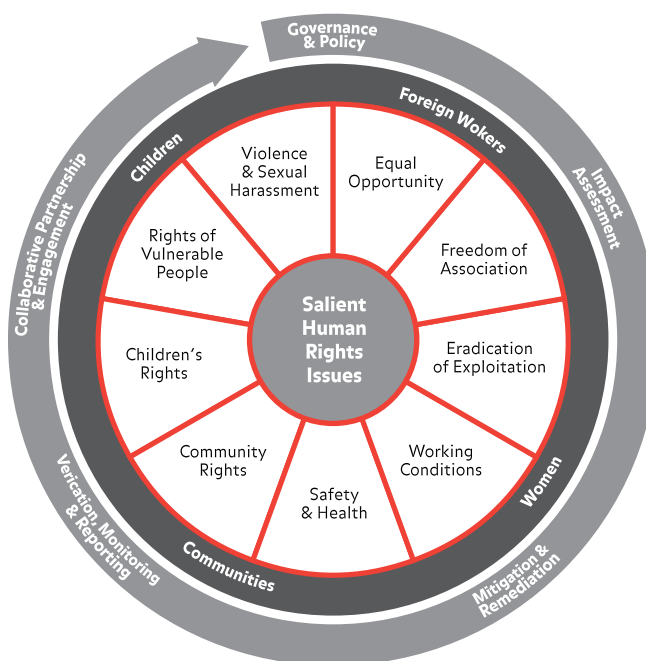 Governance
& Policy
Impact
Assessment
Mitigation &
Remediation
Verication, Monitoring
& Reporting
Collaborative Partnership
& Engagement
Foreign Wokers
Women
Communities
Children
Equal
Opportunity
Freedom of
Association
Eradication
of Exploitation
Working
Conditions
Safety
& Health
Community
Rights
Children's
Rights
Rights of
Vulnerable
People
Violence
& Sexual
Harassment
Salient
Human
Rights
Issues